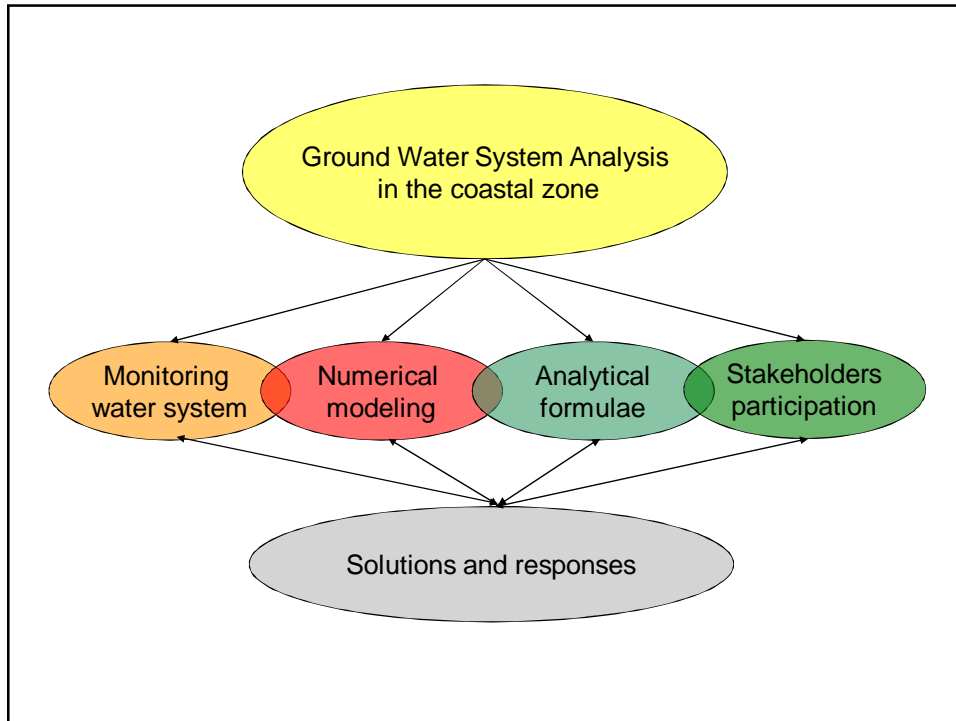 Ground Water System Analysis
in the coastal zone
Monitoring
water system
Numerical
modeling
Analytical
formulae
Stakeholders
participation
Solutions and responses